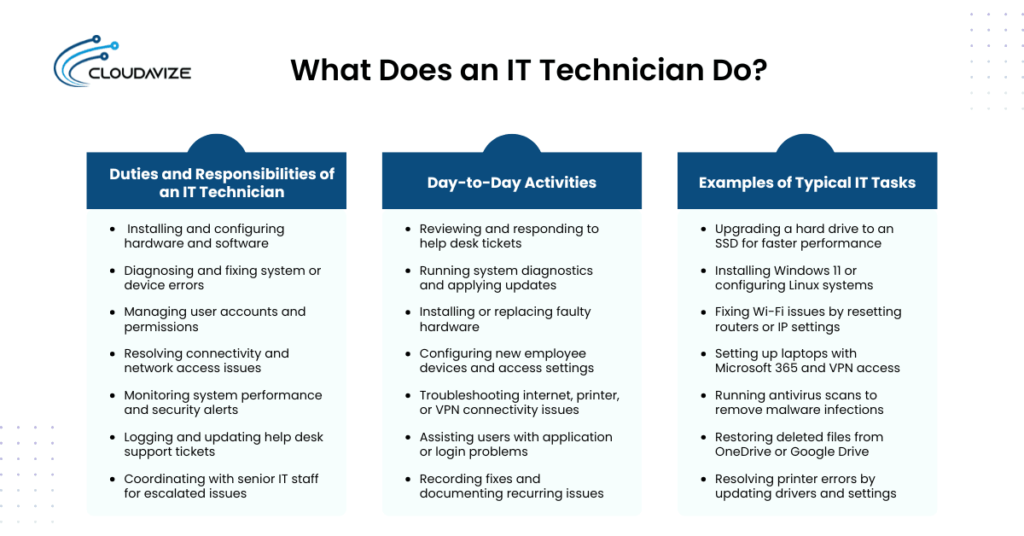 CLOUDAVIZE
What Does an IT Technician Do?
Duties and Responsibilities of
an IT Technician
• Installing and configuring
hardware and software
• Diagnosing and fixing system or
device errors
• Managing user accounts and
permissions
• Resolving connectivity and
network access issues
• Monitoring system performance
and security alerts
• Logging and updating help desk
support tickets
• Coordinating with senior IT staff
for escalated issues
Day-to-Day Activities
• Reviewing and responding to
help desk tickets
• Running system diagnostics
and applying updates
• Installing or replacing faulty
hardware
• Configuring new employee
devices and access settings
• Troubleshooting internet, printer,
or VPN connectivity issues
• Assisting users with application
or login problems
• Recording fixes and
documenting recurring issues
Examples of Typical IT Tasks
• Upgrading a hard drive to an
SSD for faster performance
• Installing Windows 11 or
configuring Linux systems
• Fixing Wi-Fi issues by resetting
routers or IP settings
• Setting up laptops with
Microsoft 365 and VPN access
• Running antivirus scans to
remove malware infections
• Restoring deleted files from
OneDrive or Google Drive
• Resolving printer errors by
updating drivers and settings